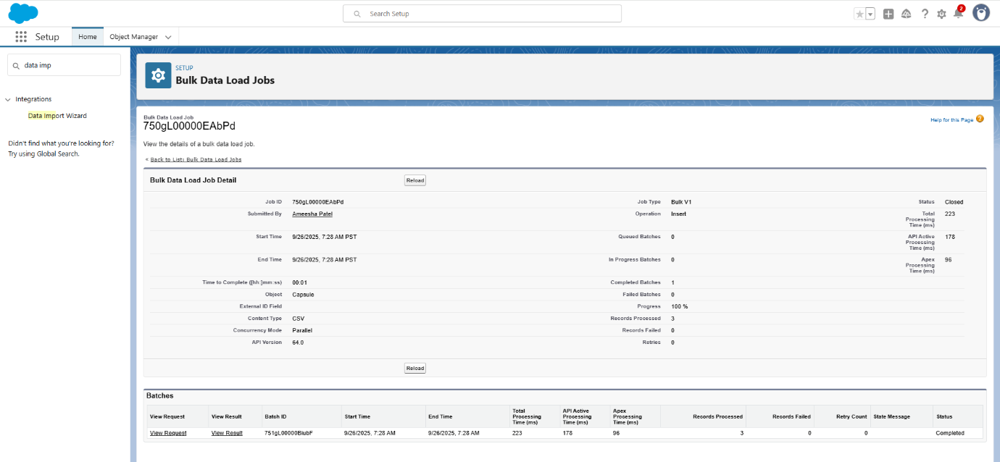 Search Setup
2
Setup
Home
Object Manager
data imp
Integrations
Data Import Wizard
Didn't find what you're looking for?
Try using Global Search.
SETUP
Bulk Data Load Jobs
Bulk Data Load Job
750gL00000EAbPd
Help for this Page
View the details of a bulk data load job.
« Back to List: Bulk Data Load Jobs
Bulk Data Load Job Detail Reload
Job ID 750gL00000EAbPd Job Type Bulk V1 Status Closed
Submitted By Ameesha Patel Operation Insert Total Processing Time (ms) 223
Start Time 9/26/2025, 7:28 AM PST Queued Batches 0 API Active Processing Time (ms) 178
End Time 9/26/2025, 7:28 AM PST In Progress Batches 0 Apex Processing Time (ms) 96
Time to Complete ([hh:]mm:ss) 00:01 Completed Batches 1
Object Capsule Failed Batches 0
External ID Field Progress 100 %
Content Type CSV Records Processed 3
Concurrency Mode Parallel Records Failed 0
API Version 64.0 Retries 0
Reload
Batches
View Request View Result Batch ID Start Time End Time Total Processing Time (ms) API Active Processing Time (ms) Apex Processing Time (ms) Records Processed Records Failed Retry Count State Message Status
View Request View Result 751gL00000BiubF 9/26/2025, 7:28 AM 9/26/2025, 7:28 AM 223 178 96 3 0 0 Completed